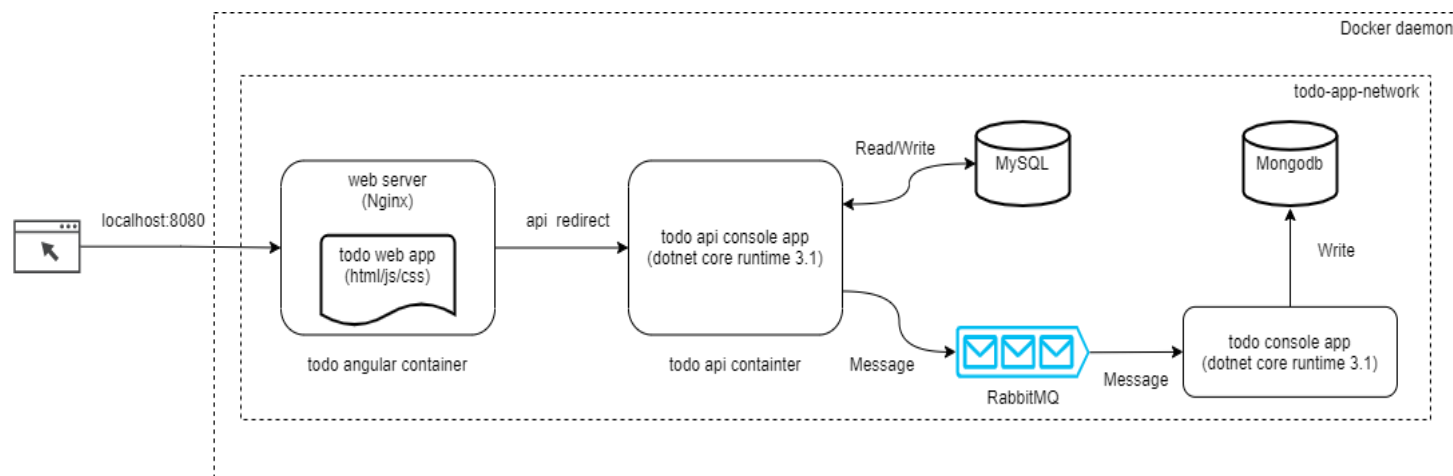 Docker daemon
todo-app-network
localhost:8080
web server
(Nginx)
todo web app
(html/js/css)
todo angular container
api redirect
todo api console app
(dotnet core runtime 3.1)
todo api containter
Read/Write
MySQL
Message
RabbitMQ
Message
Mongodb
Write
todo console app
(dotnet core runtime 3.1)